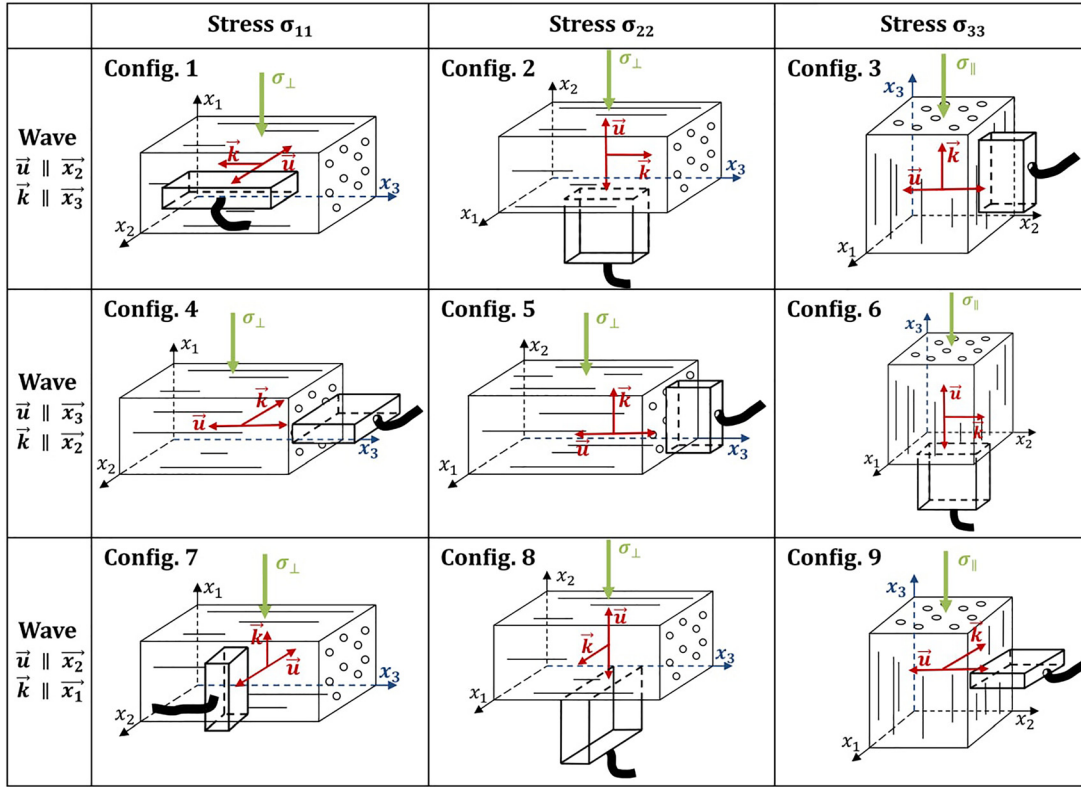 Stress σ₁₁ Stress σ₂₂ Stress σ₃₃
Wave
u⃗ ∥ x₂⃗
k⃗ ∥ x₃⃗
Config. 1
σ⊥
x₁
k⃗
u⃗
x₃
x₂
Config. 2
σ⊥
x₂
u⃗
k⃗
x₃
x₁
Config. 3
σ∥
x₃
k⃗
u⃗
x₂
x₁
Wave
u⃗ ∥ x₃⃗
k⃗ ∥ x₂⃗
Config. 4
σ⊥
x₁
k⃗
u⃗
x₃
x₂
Config. 5
σ⊥
x₂
k⃗
u⃗
x₃
x₁
Config. 6
σ∥
x₃
u⃗
k⃗
x₂
x₁
Wave
u⃗ ∥ x₂⃗
k⃗ ∥ x₁⃗
Config. 7
σ⊥
x₁
k⃗
u⃗
x₃
x₂
Config. 8
σ⊥
x₂
u⃗
k⃗
x₃
x₁
Config. 9
σ∥
x₃
k⃗
u⃗
x₂
x₁